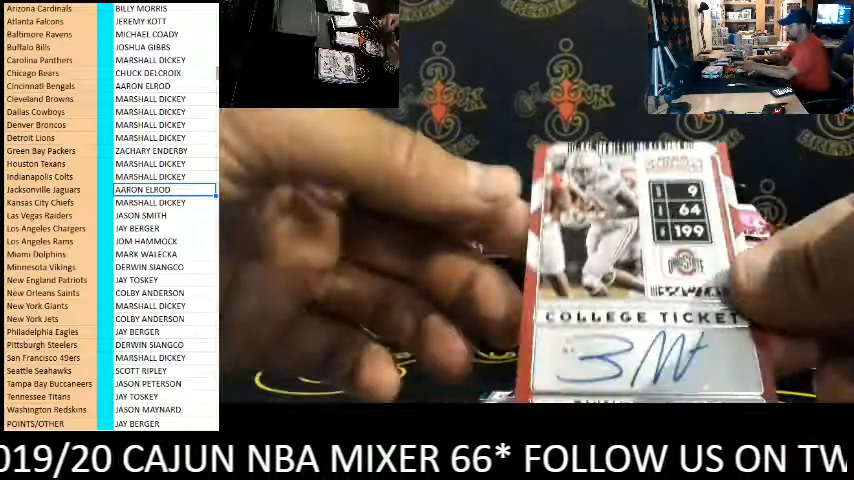 Arizona Cardinals BILLY MORRIS
Atlanta Falcons JEREMY KOTT
Baltimore Ravens MICHAEL COADY
Buffalo Bills JOSHUA GIBBS
Carolina Panthers MARSHALL DICKEY
Chicago Bears CHUCK DELCROIX
Cincinnati Bengals AARON ELROD
Cleveland Browns MARSHALL DICKEY
Dallas Cowboys MARSHALL DICKEY
Denver Broncos MARSHALL DICKEY
Detroit Lions MARSHALL DICKEY
Green Bay Packers ZACHARY ENDERBY
Houston Texans MARSHALL DICKEY
Indianapolis Colts MARSHALL DICKEY
Jacksonville Jaguars AARON ELROD
Kansas City Chiefs MARSHALL DICKEY
Las Vegas Raiders JASON SMITH
Los Angeles Chargers JAY BERGER
Los Angeles Rams JOM HAMMOCK
Miami Dolphins MARK WALECKA
Minnesota Vikings DERWIN SIANGCO
New England Patriots JAY TOSKEY
New Orleans Saints COLBY ANDERSON
New York Giants MARSHALL DICKEY
New York Jets COLBY ANDERSON
Philadelphia Eagles JAY BERGER
Pittsburgh Steelers DERWIN SIANGCO
San Francisco 49ers MARSHALL DICKEY
Seattle Seahawks SCOTT RIPLEY
Tampa Bay Buccaneers JASON PETERSON
Tennessee Titans JAY TOSKEY
Washington Redskins JASON MAYNARD
POINTS/OTHER JAY BERGER
9
64
199
COLLEGE TICKET
019/20 CAJUN NBA MIXER 66* FOLLOW US ON TW